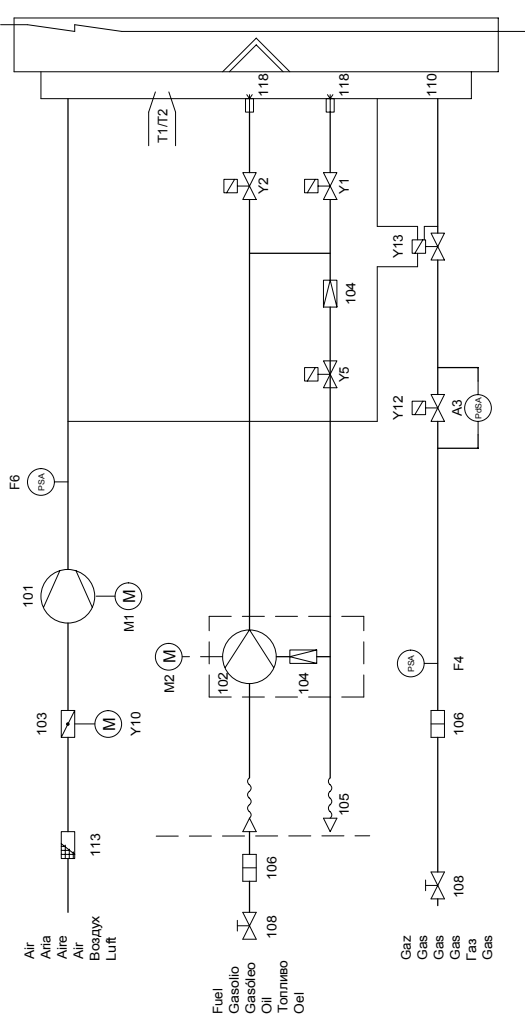 Air
Aria
Aire
Air
Воздух
Luft
113
103
M
Y10
101
M
M1
F6
PSA
T1/T2
Fuel
Gasolio
Gasóleo
Oil
Топливо
Oel
108
106
105
102
M
M2
104
Y5
104
Y2
Y1
118
118
Gaz
Gas
Gas
Gas
Газ
Gas
108
106
PSA
F4
Y12
A3
PdSA
Y13
110